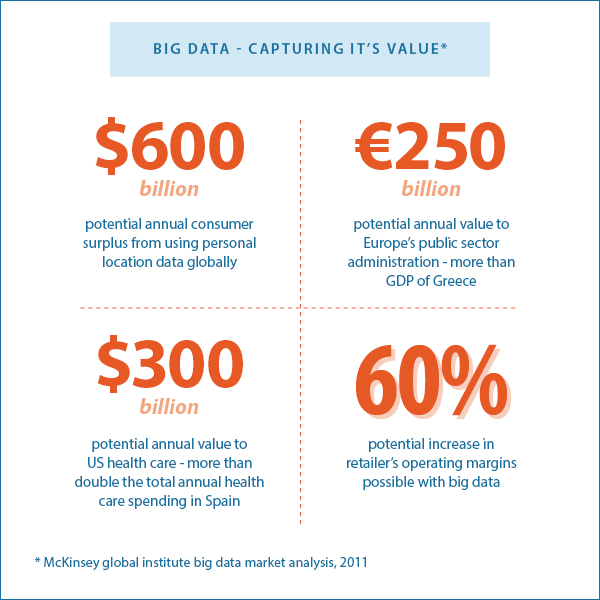 BIG DATA - CAPTURING IT'S VALUE*
$600
billion
potential annual consumer
surplus from using personal
location data globally
€250
billion
potential annual value to
Europe's public sector
administration - more than
GDP of Greece
$300
billion
potential annual value to
US health care - more than
double the total annual health
care spending in Spain
60%
potential increase in
retailer's operating margins
possible with big data
* McKinsey global institute big data market analysis, 2011